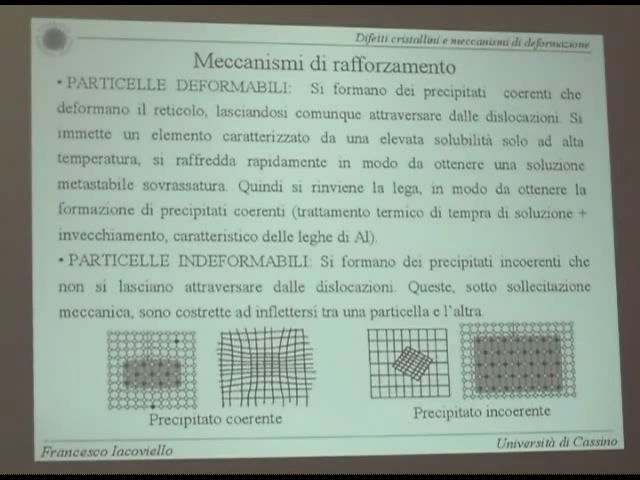 Difetti cristallini e meccanismi di deformazione
Meccanismi di rafforzamento
• PARTICELLE DEFORMABILI: Si formano dei precipitati coerenti che
deformano il reticolo, lasciandosi comunque attraversare dalle dislocazioni. Si
immette un elemento caratterizzato da una elevata solubilità solo ad alta
temperatura, si raffredda rapidamente in modo da ottenere una soluzione
metastabile sovrassatura. Quindi si rinviene la lega, in modo da ottenere la
formazione di precipitati coerenti (trattamento termico di tempra di soluzione +
invecchiamento, caratteristico delle leghe di Al).
• PARTICELLE INDEFORMABILI: Si formano dei precipitati incoerenti che
non si lasciano attraversare dalle dislocazioni. Queste, sotto sollecitazione
meccanica, sono costrette ad inflettersi tra una particella e l'altra.
Precipitato coerente
Precipitato incoerente
Francesco Iacoviello
Università di Cassino